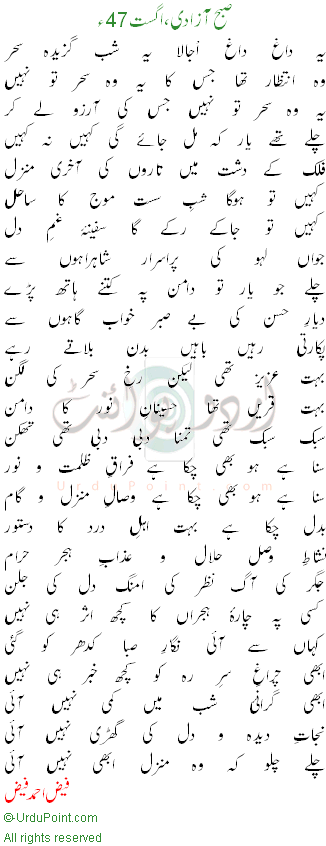 صبح آزادی، اگست 47ء
یہ داغ داغ اُجالا یہ شب گزیدہ سحر
وہ انتظار تھا جس کا یہ وہ سحر تو نہیں
یہ وہ سحر تو نہیں جس کی آرزو لے کر
چلے تھے یار کہ مل جائے گی کہیں نہ کہیں
فلک کے دشت میں تاروں کی آخری منزل
کہیں تو ہوگا شبِ سست موج کا ساحل
کہیں تو جاکے رکے گا سفینۂ غمِ دل
جواں لہو کی پراسرار شاہراہوں سے
چلے جو یار تو دامن پہ کتنے ہاتھ پڑے
دیارِ حسن کی بے صبر خواب گاہوں سے
پکارتی رہیں باہیں بدن بلاتے رہے
بہت عزیز تھی لیکن رخِ سحر کی لگن
بہت قریں تھا حسینانِ نور کا دامن
سبک سبک تھی تمنا دبی دبی تھی تھکن
سنا ہے ہو بھی چکا ہے فراقِ ظلمت و نور
سنا ہے ہو بھی چکا ہے وصالِ منزل و گام
بدل چکا ہے بہت اہلِ درد کا دستور
نشاطِ وصل حلال و عذابِ ہجر حرام
جگر کی آگ نظر کی امنگ دل کی جلن
کسی پہ چارۂ ہجراں کا کچھ اثر ہی نہیں
کہاں سے آئی نگارِ صبا کدھر کو گئی
ابھی چراغِ سرِ رہ کو کچھ خبر ہی نہیں
ابھی گرانیٔ شب میں کمی نہیں آئی
نجاتِ دیدہ و دل کی گھڑی نہیں آئی
چلے چلو کہ وہ منزل ابھی نہیں آئی
فیض احمد فیض
اردو پوائنٹ
UrduPoint.com
©-UrduPoint.com
All rights reserved